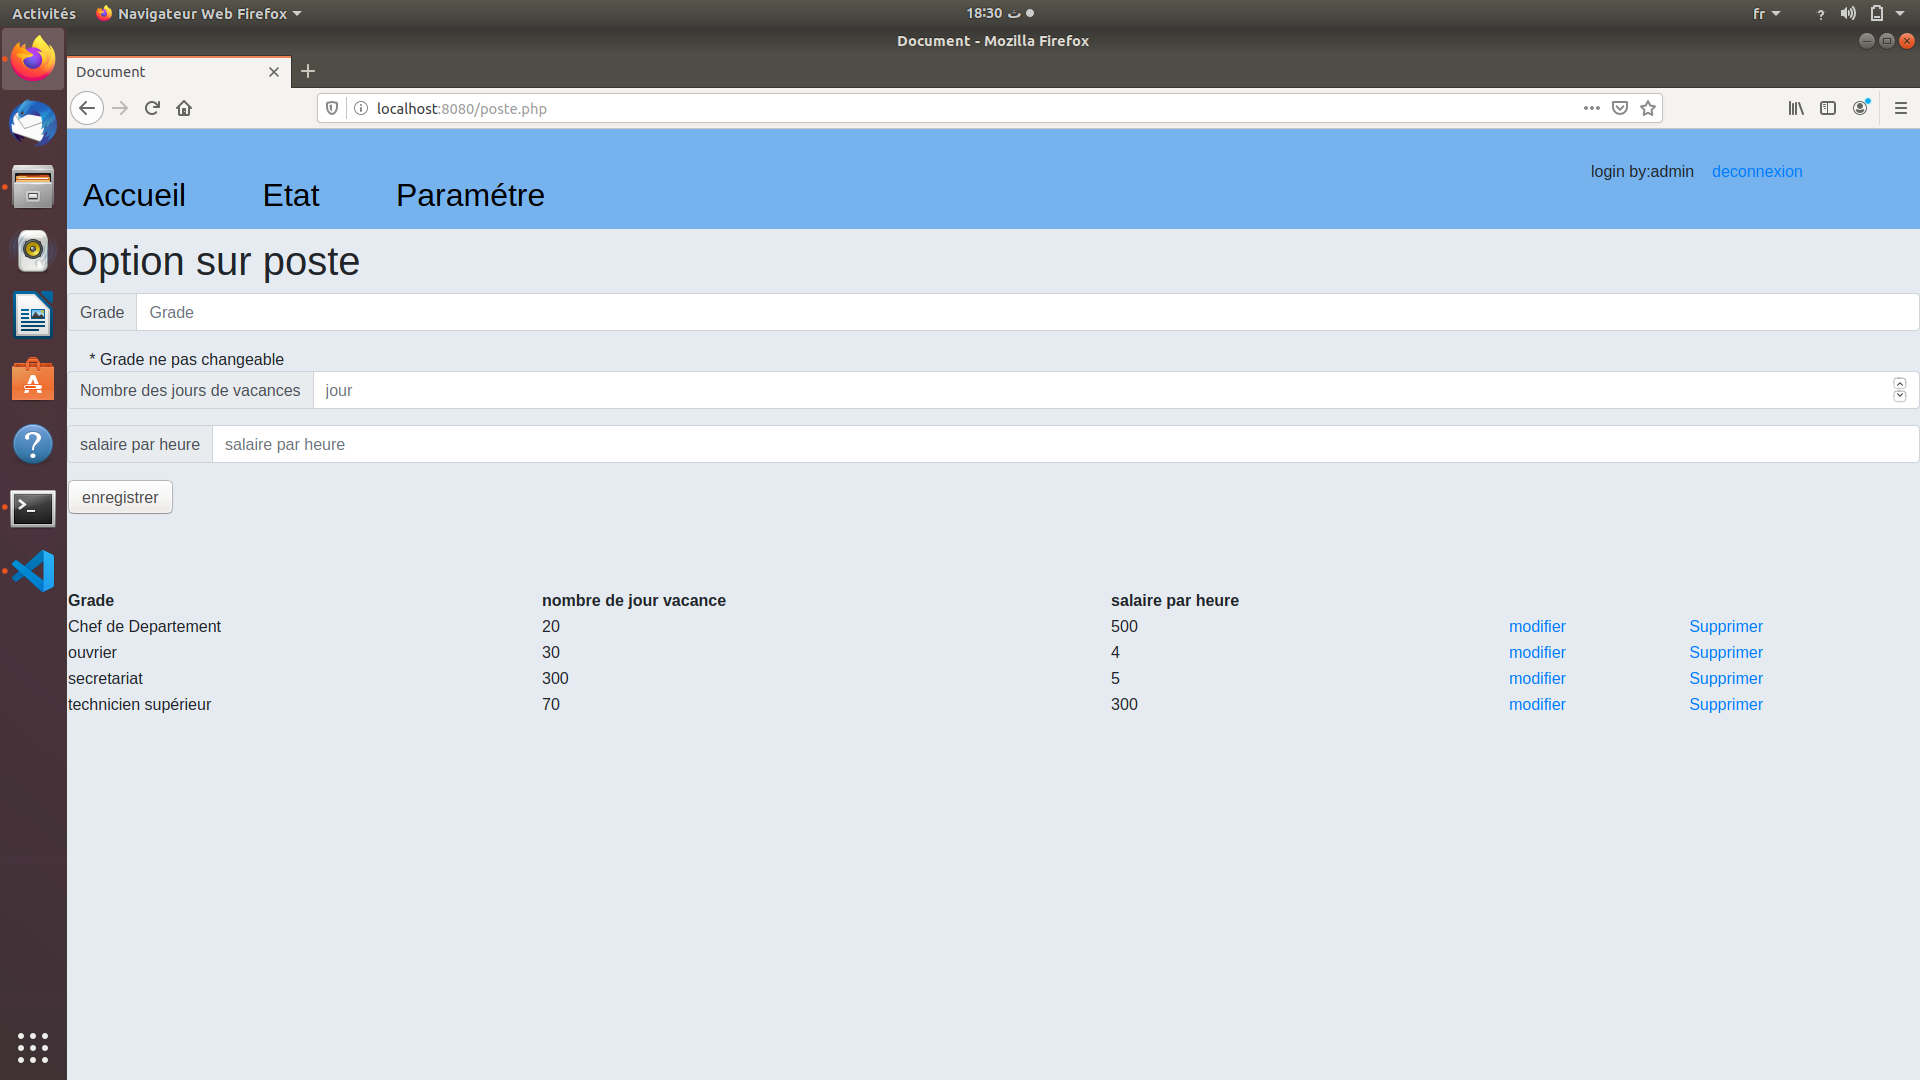 Activités Navigateur Web Firefox 18:30 ث fr ?
Document - Mozilla Firefox
Document
localhost:8080/poste.php
login by:admin deconnexion
Accueil Etat Paramétre
Option sur poste
Grade Grade
* Grade ne pas changeable
Nombre des jours de vacances jour
salaire par heure salaire par heure
enregistrer
Grade nombre de jour vacance salaire par heure
Chef de Departement 20 500 modifier Supprimer
ouvrier 30 4 modifier Supprimer
secretariat 300 5 modifier Supprimer
technicien supérieur 70 300 modifier Supprimer